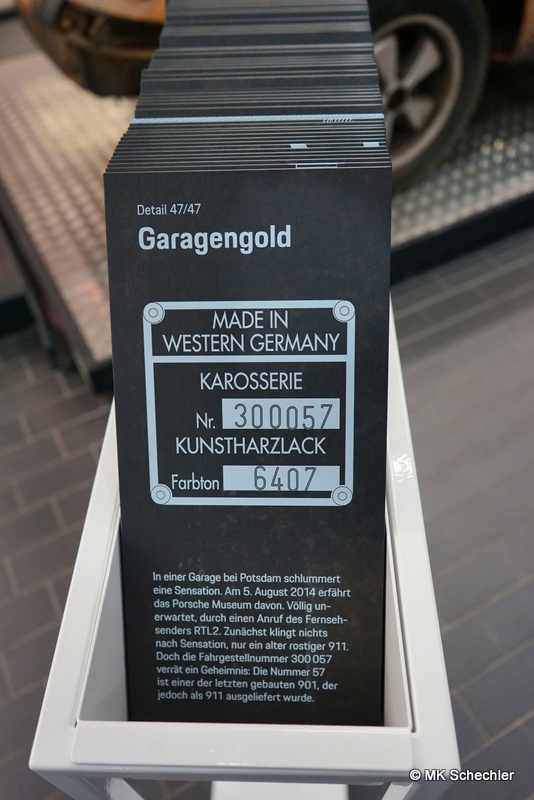 Detail 47/47
Garagengold
MADE IN
WESTERN GERMANY
KAROSSERIE
Nr. 300057
KUNSTHARZLACK
Farbton 6407
In einer Garage bei Potsdam schlummert
eine Sensation. Am 5. August 2014 erfährt
das Porsche Museum davon. Völlig un-
erwartet, durch einen Anruf des Fernseh-
senders RTL2. Zunächst klingt nichts
nach Sensation, nur ein alter rostiger 911.
Doch die Fahrgestellnummer 300 057
verrät ein Geheimnis: Die Nummer 57
ist einer der letzten gebauten 901, der
jedoch als 911 ausgeliefert wurde.
© MK Schechler